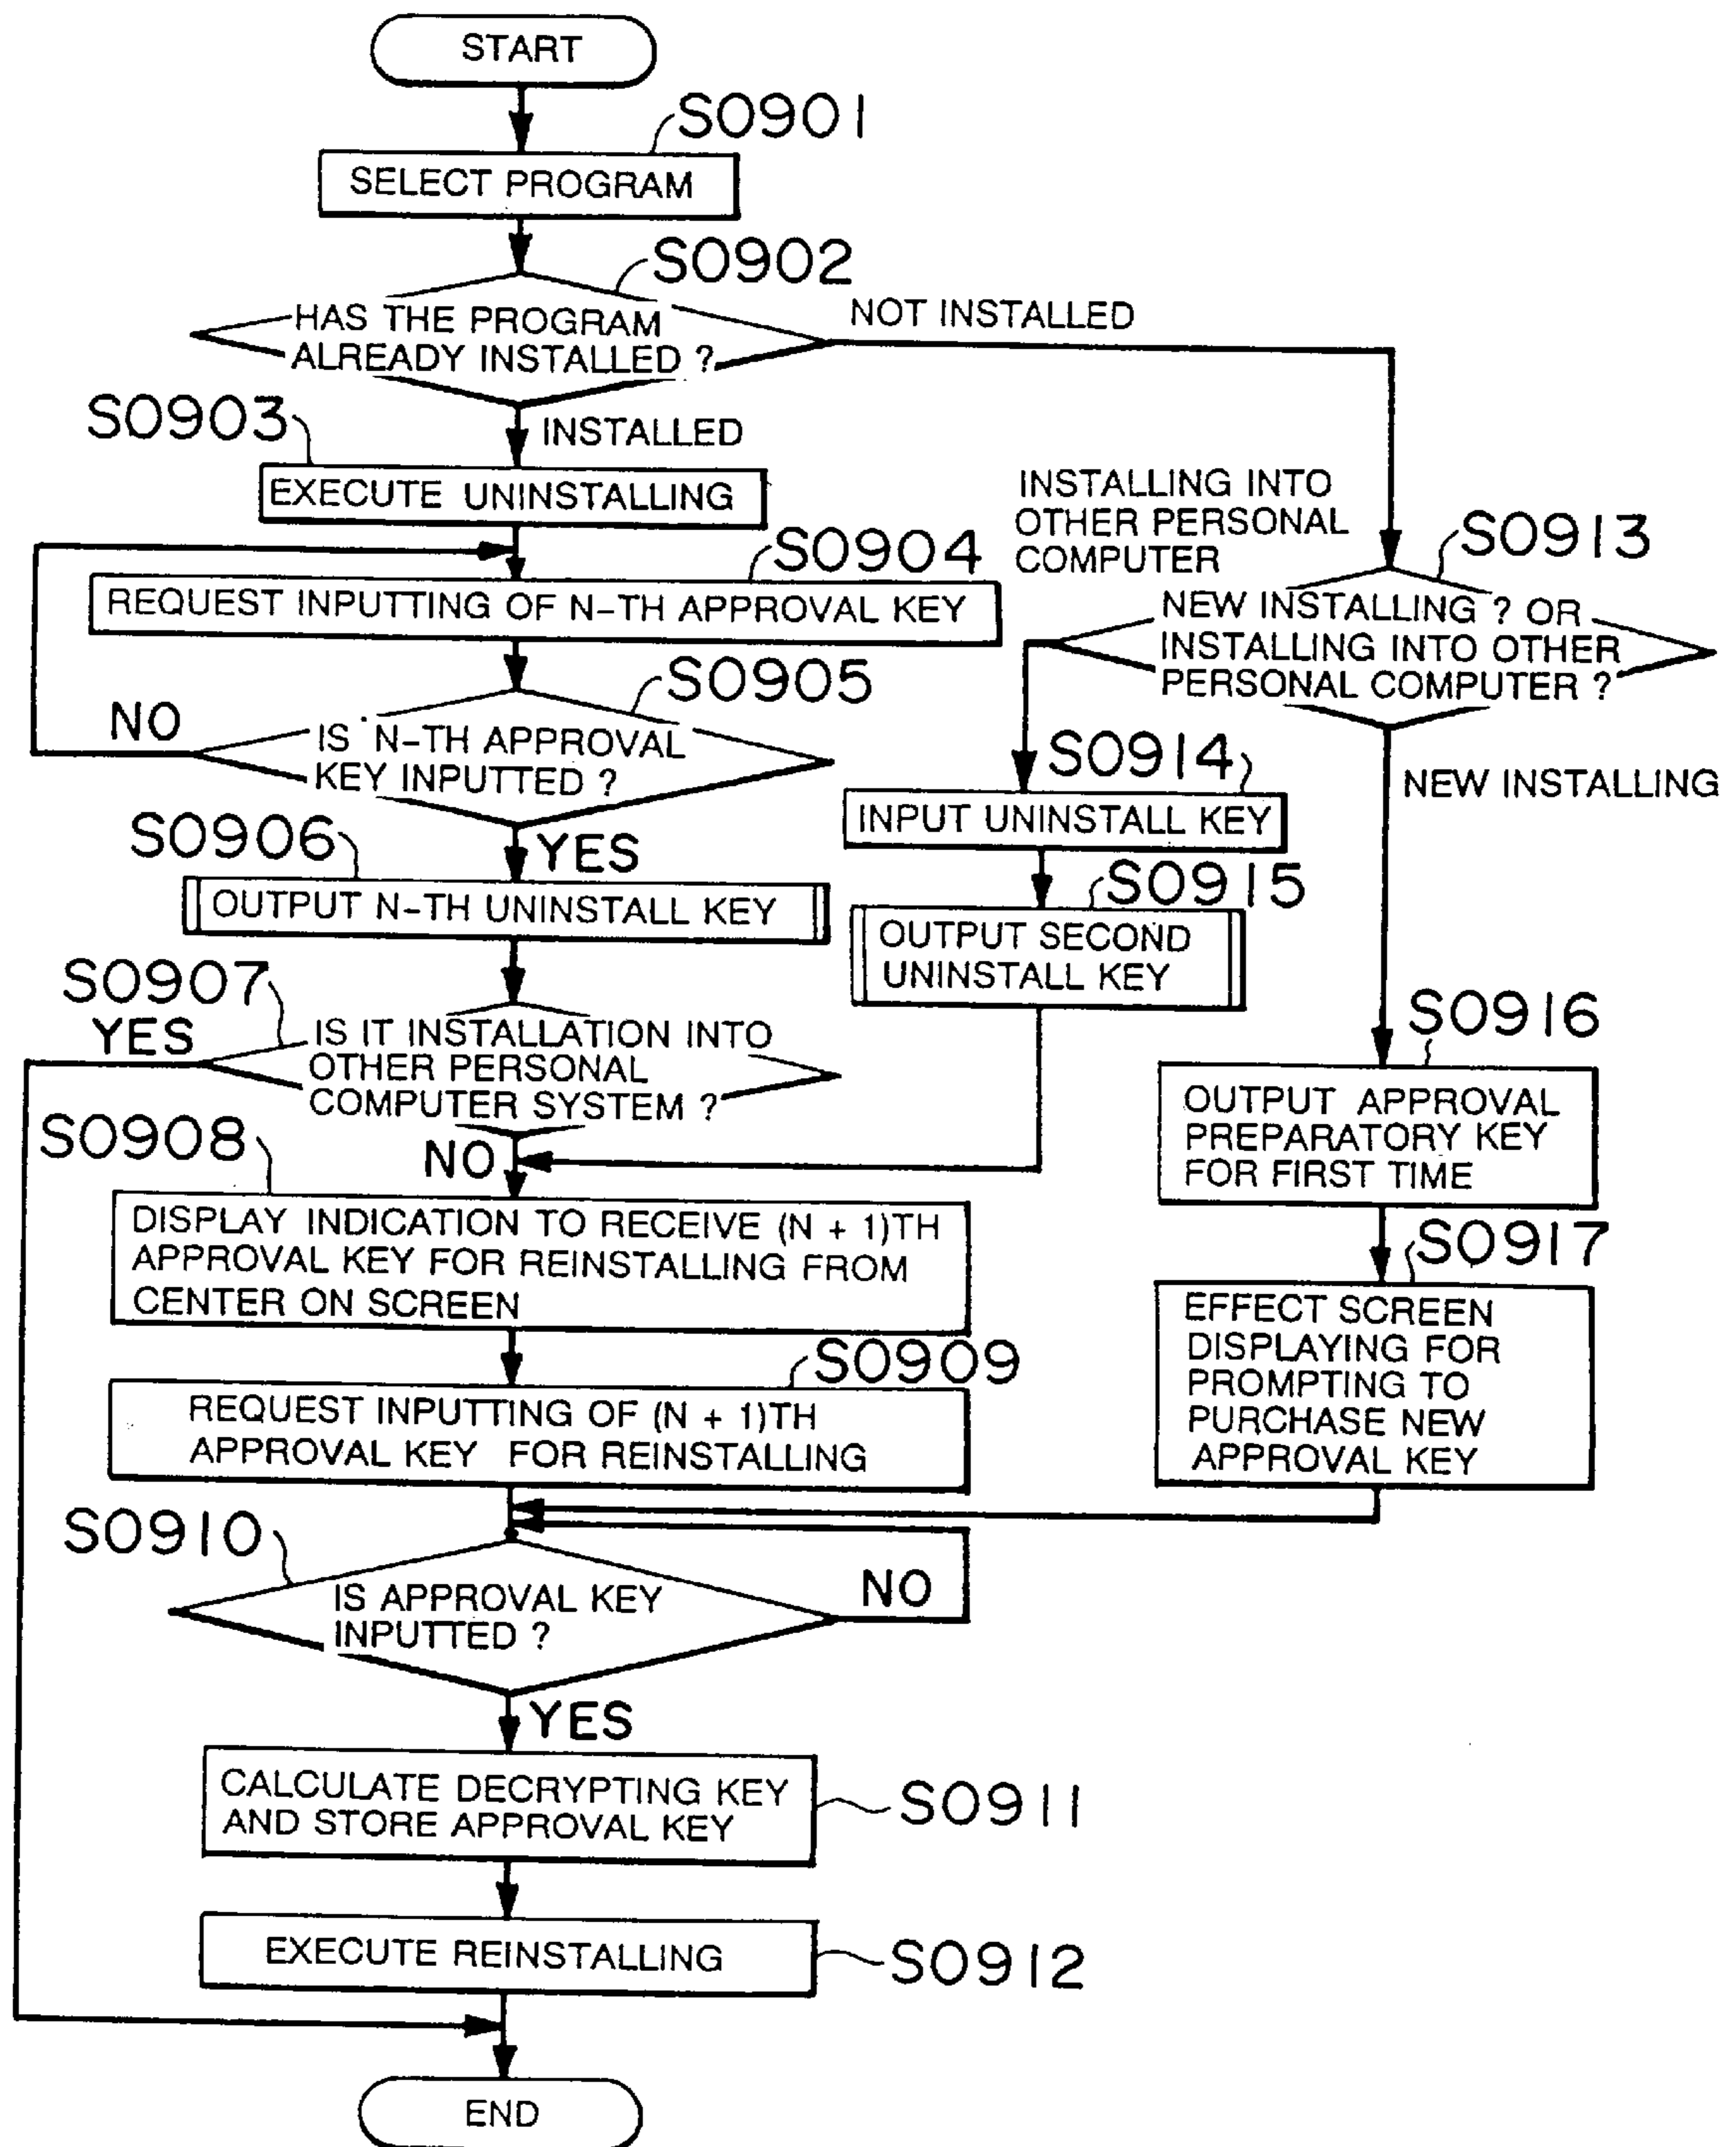 START
S0901
SELECT PROGRAM
S0902
HAS THE PROGRAM
ALREADY INSTALLED ?
NOT INSTALLED
S0903
INSTALLED
EXECUTE UNINSTALLING
INSTALLING INTO
OTHER PERSONAL
COMPUTER
S0904
REQUEST INPUTTING OF N-TH APPROVAL KEY
S0913
NEW INSTALLING ? OR
INSTALLING INTO OTHER
PERSONAL COMPUTER ?
S0905
NO
IS N-TH APPROVAL
KEY INPUTTED ?
S0914
NEW INSTALLING
INPUT UNINSTALL KEY
S0906
YES
OUTPUT N-TH UNINSTALL KEY
S0915
OUTPUT SECOND
UNINSTALL KEY
S0907
YES
IS IT INSTALLATION INTO
OTHER PERSONAL
COMPUTER SYSTEM ?
S0916
OUTPUT APPROVAL
PREPARATORY KEY
FOR FIRST TIME
S0908
NO
DISPLAY INDICATION TO RECEIVE (N + 1)TH
APPROVAL KEY FOR REINSTALLING FROM
CENTER ON SCREEN
S0917
EFFECT SCREEN
DISPLAYING FOR
PROMPTING TO
PURCHASE NEW
APPROVAL KEY
S0909
REQUEST INPUTTING OF (N + 1)TH
APPROVAL KEY FOR REINSTALLING
S0910
IS APPROVAL KEY
INPUTTED ?
NO
YES
CALCULATE DECRYPTING KEY
AND STORE APPROVAL KEY
S0911
EXECUTE REINSTALLING
S0912
END